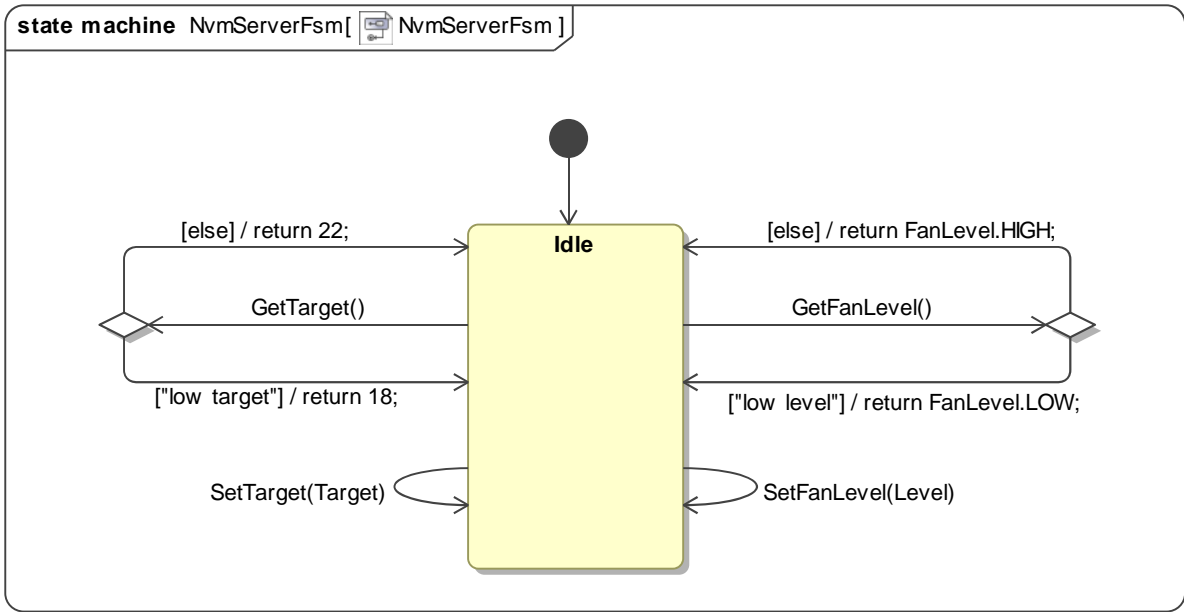 state machine NvmServerFsm[ NvmServerFsm ]
[else] / return 22;
Idle
[else] / return FanLevel.HIGH;
GetTarget()
GetFanLevel()
["low target"] / return 18;
["low level"] / return FanLevel.LOW;
SetTarget(Target)
SetFanLevel(Level)